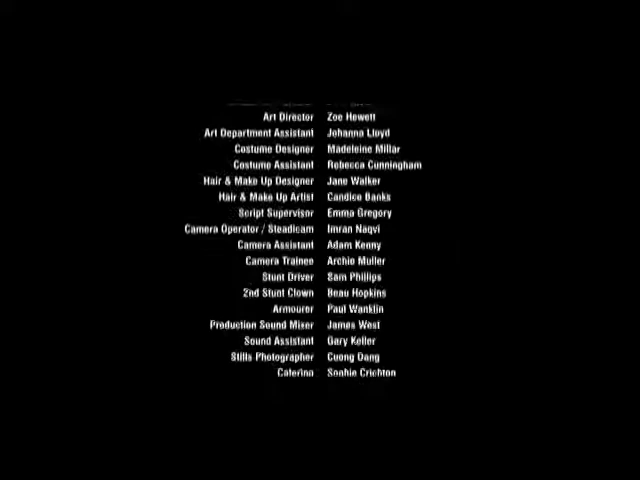 Art Director Zoe Hewett
Art Department Assistant Johanna Lloyd
Costume Designer Madeleine Millar
Costume Assistant Rebecca Cunningham
Hair & Make Up Designer Jane Walker
Hair & Make Up Artist Candice Banks
Script Supervisor Emma Gregory
Camera Operator / Steadicam Imran Naqvi
Camera Assistant Adam Kenny
Camera Trainee Archie Muller
Stunt Driver Sam Phillips
2nd Stunt Clown Beau Hopkins
Armourer Paul Wanklin
Production Sound Mixer James West
Sound Assistant Gary Keller
Stills Photographer Cuong Dang
Catering Sophie Crichton